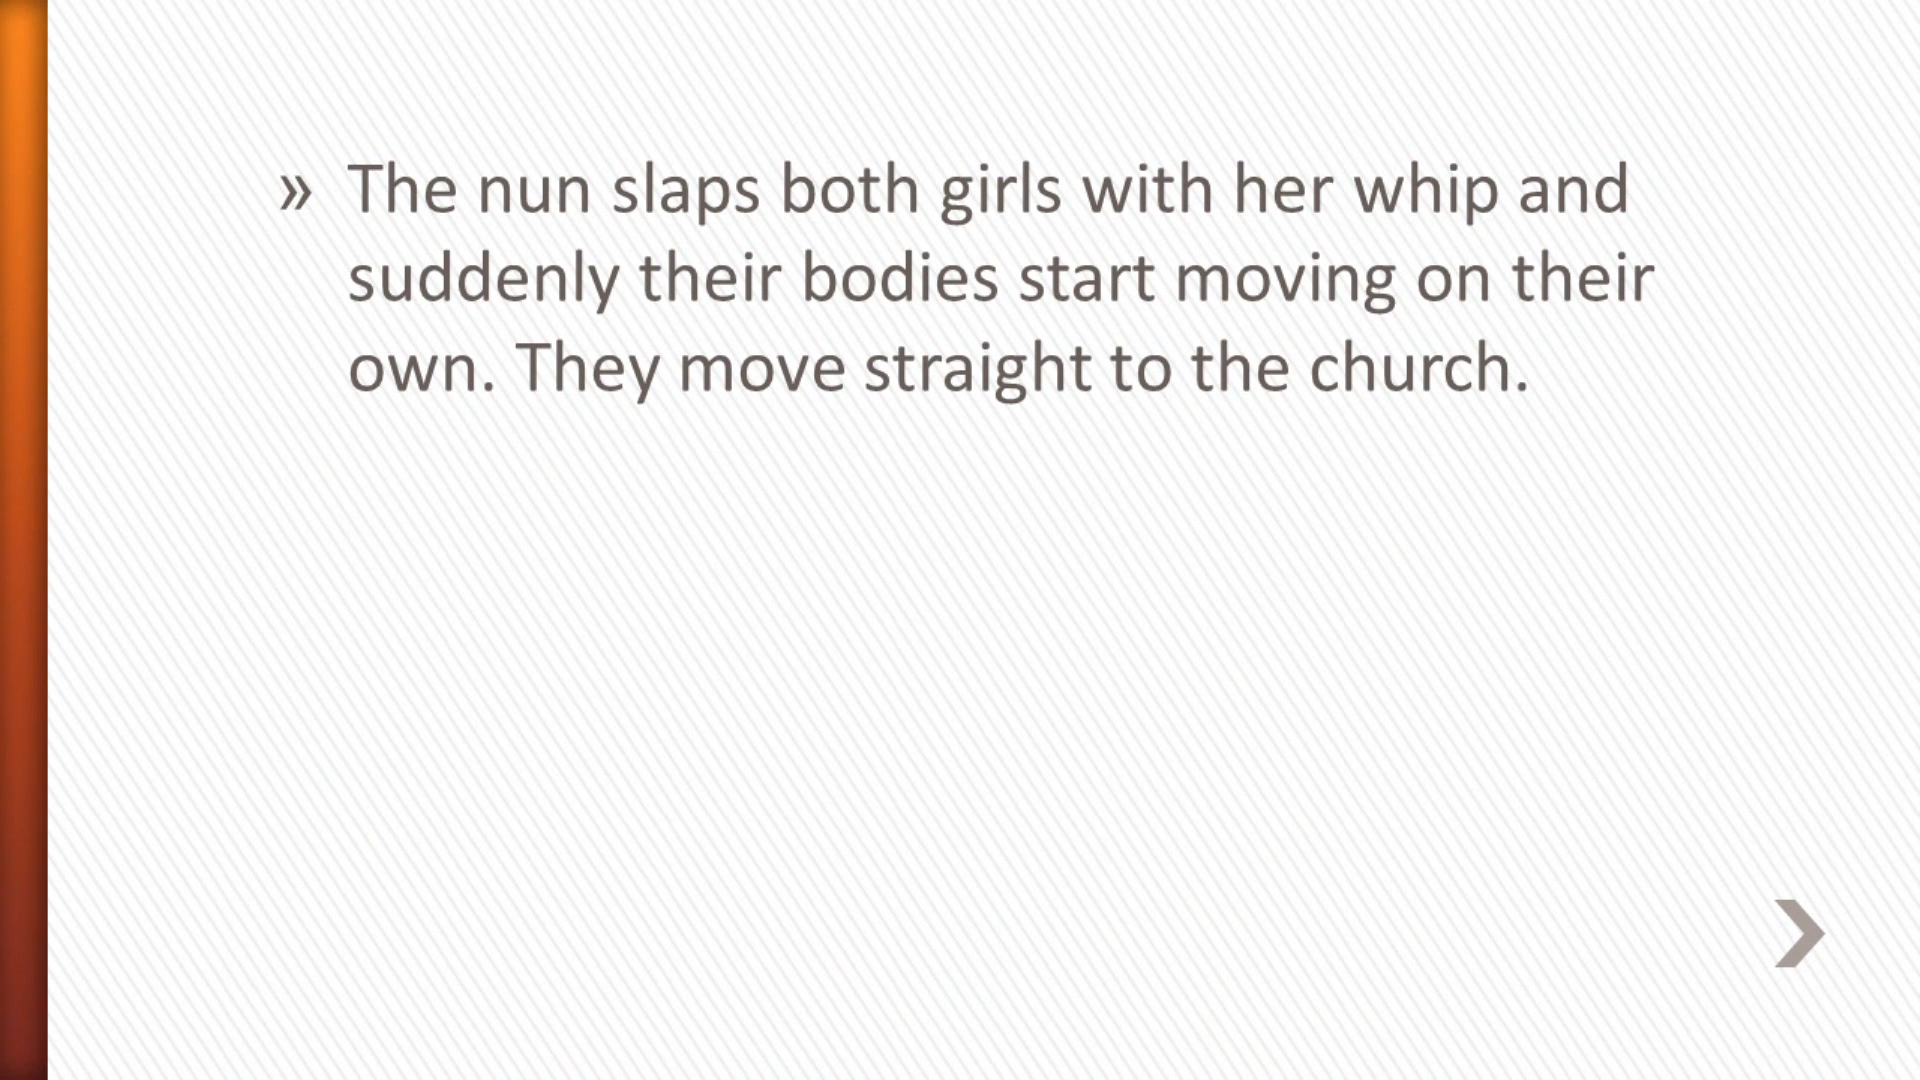 » The nun slaps both girls with her whip and
suddenly their bodies start moving on their
own. They move straight to the church.